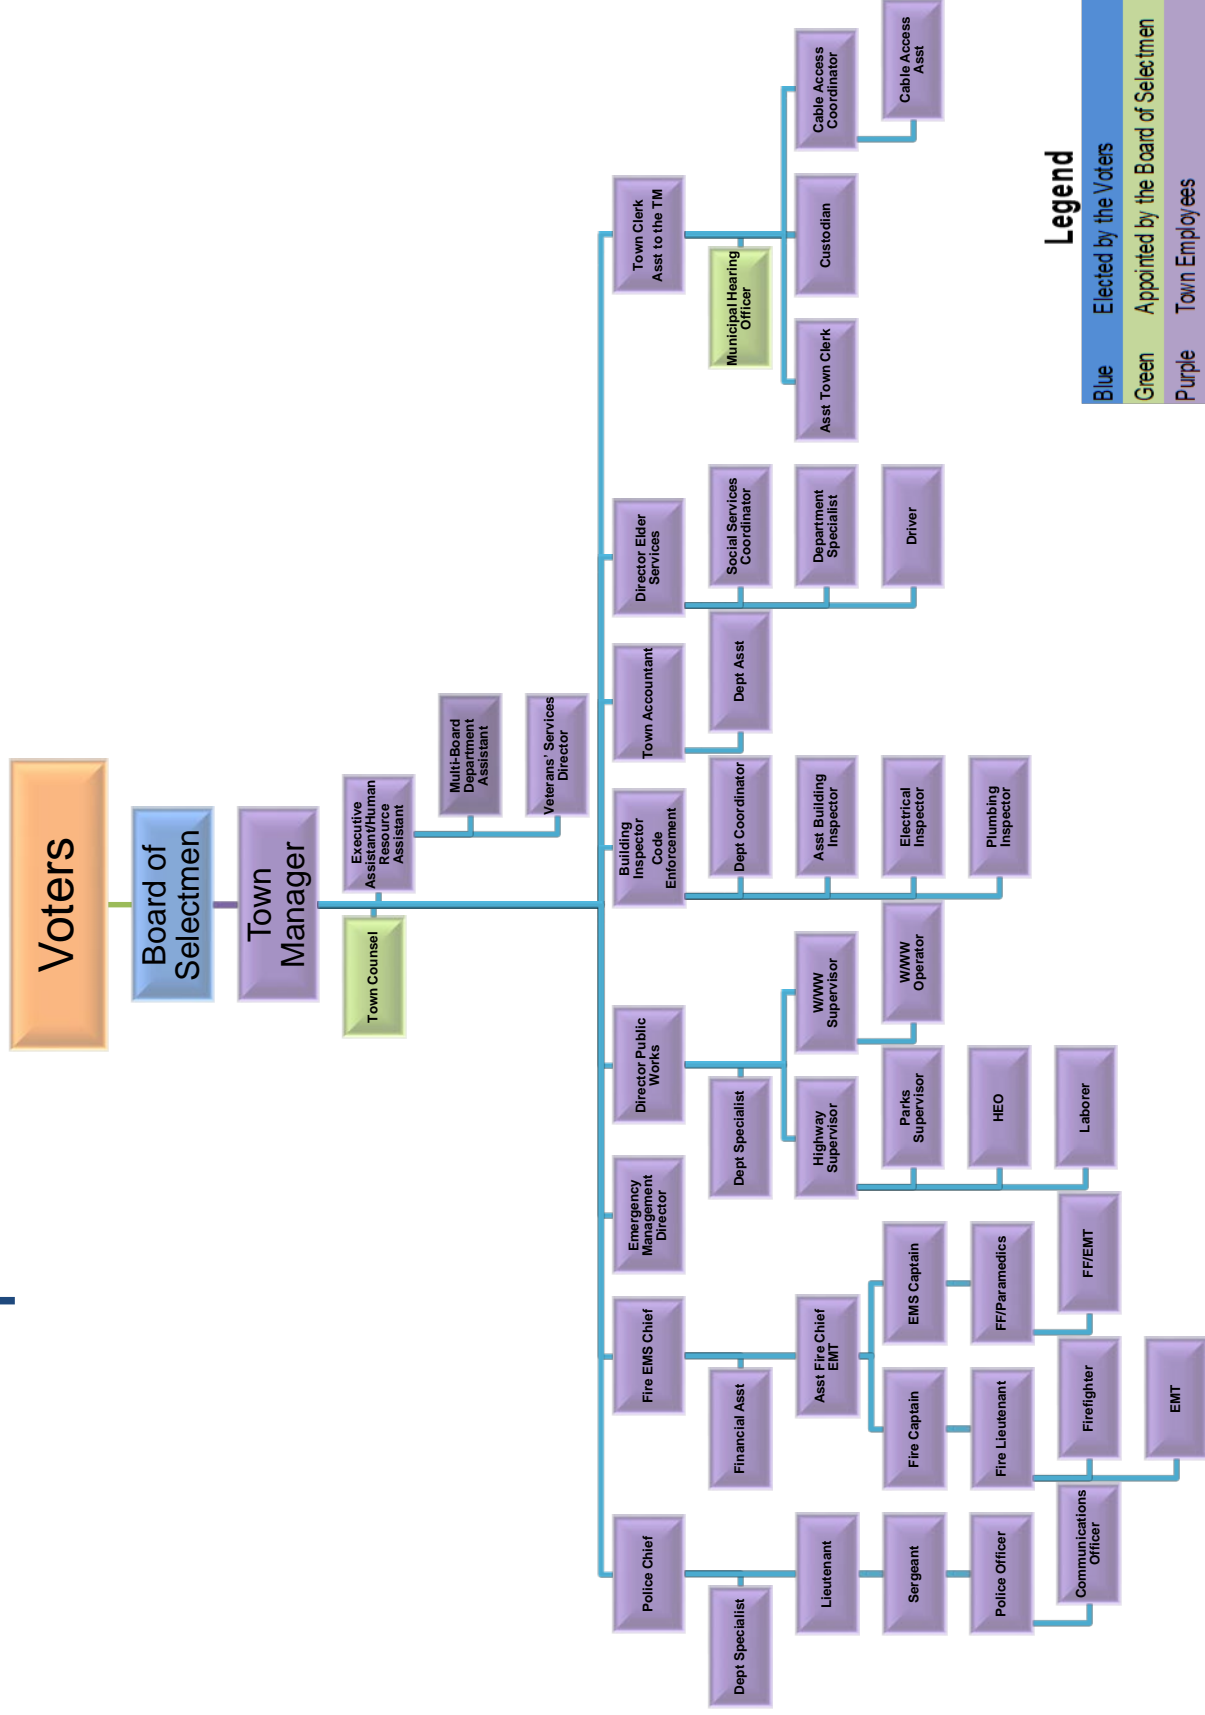 Voters
Board of
Selectmen
Town
Manager
Town Counsel
Executive
Assistant/Human
Resource
Assistant
Multi-Board
Department
Assistant
Veterans' Services
Director
Police Chief
Dept Specialist
Lieutenant
Sergeant
Police Officer
Communications
Officer
Fire EMS Chief
Financial Asst
Asst Fire Chief
EMT
Fire Captain
Fire Lieutenant
Firefighter
EMT
EMS Captain
FF/Paramedics
FF/EMT
Emergency
Management
Director
Director Public
Works
Dept Specialist
Highway
Supervisor
Parks
Supervisor
HEO
Laborer
W/WW
Supervisor
W/WW
Operator
Building
Inspector
Code
Enforcement
Dept Coordinator
Asst Building
Inspector
Electrical
Inspector
Plumbing
Inspector
Town Accountant
Dept Asst
Director Elder
Services
Social Services
Coordinator
Department
Specialist
Driver
Town Clerk
Asst to the TM
Municipal Hearing
Officer
Asst Town Clerk
Custodian
Cable Access
Coordinator
Cable Access
Asst
Legend
Blue Elected by the Voters
Green Appointed by the Board of Selectmen
Purple Town Employees